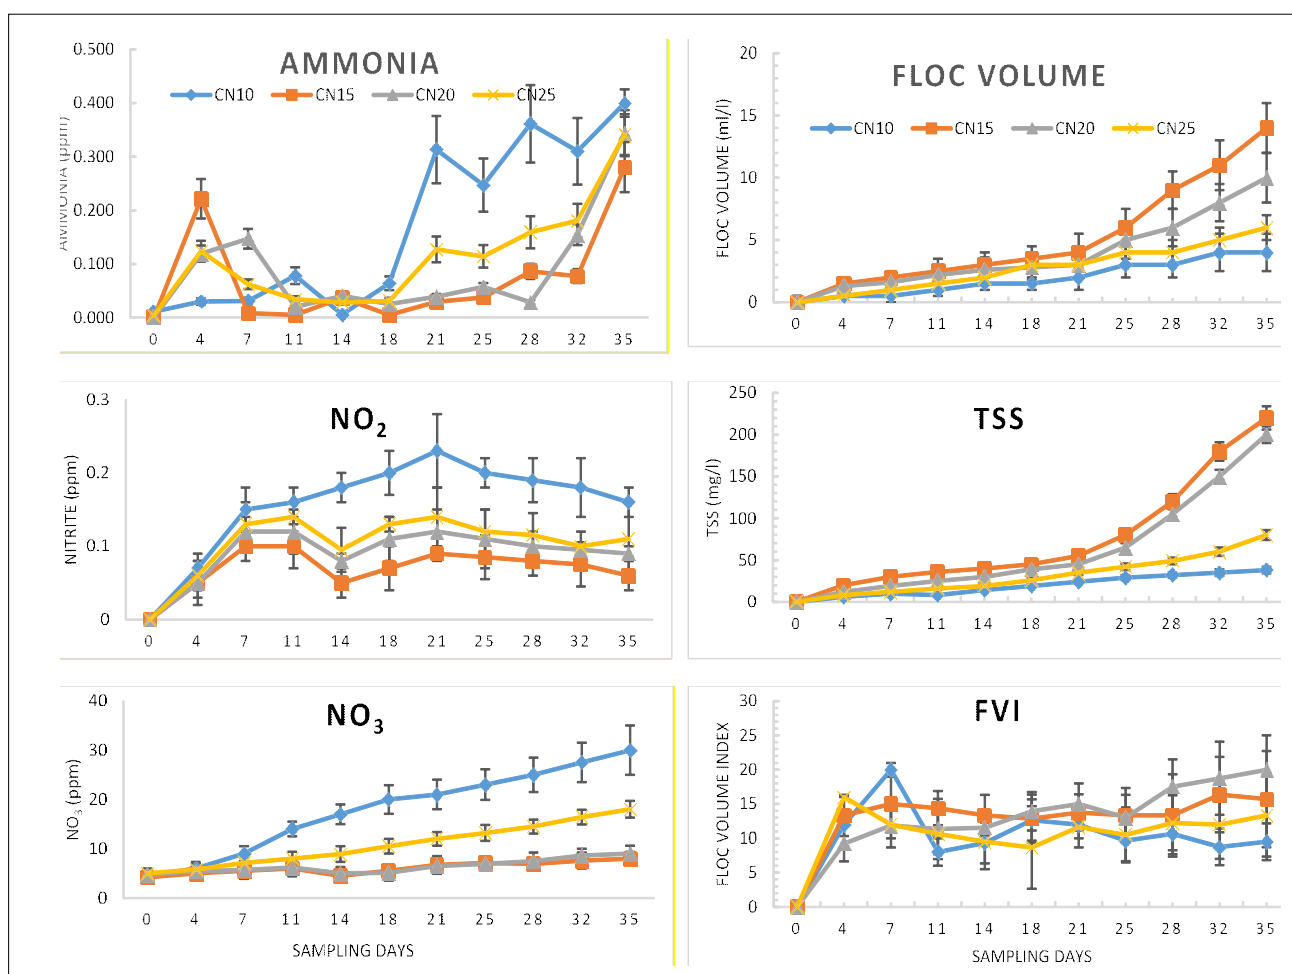 AMMONIA
CN10 CN15 CN20 CN25
AMMONIA (ppm)
0.500
0.400
0.300
0.200
0.100
0.000
0 4 7 11 14 18 21 25 28 32 35
FLOC VOLUME
CN10 CN15 CN20 CN25
FLOC VOLUME (ml/l)
20
15
10
5
0
0 4 7 11 14 18 21 25 28 32 35
NO2
NITRITE (ppm)
0.3
0.2
0.1
0
0 4 7 11 14 18 21 25 28 32 35
TSS
TSS (mg/l)
250
200
150
100
50
0
0 4 7 11 14 18 21 25 28 32 35
NO3
NO3 (ppm)
40
30
20
10
0
0 4 7 11 14 18 21 25 28 32 35
SAMPLING DAYS
FVI
FLOC VOLUME INDEX
30
25
20
15
10
5
0
0 4 7 11 14 18 21 25 28 32 35
SAMPLING DAYS